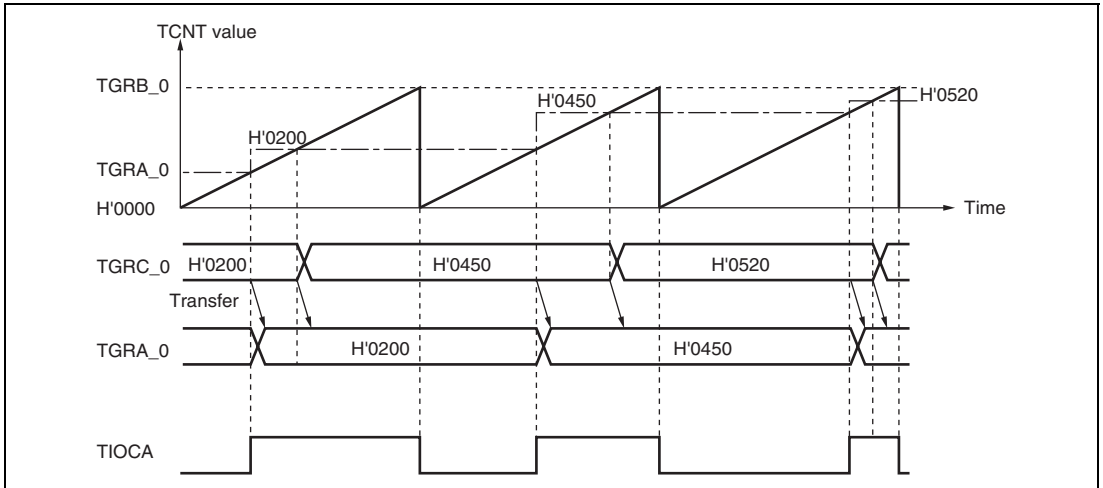 TCNT value
TGRB_0
H'0520
H'0450
H'0200
TGRA_0
H'0000
Time
TGRC_0 H'0200 H'0450 H'0520
Transfer
TGRA_0 H'0200 H'0450
TIOCA